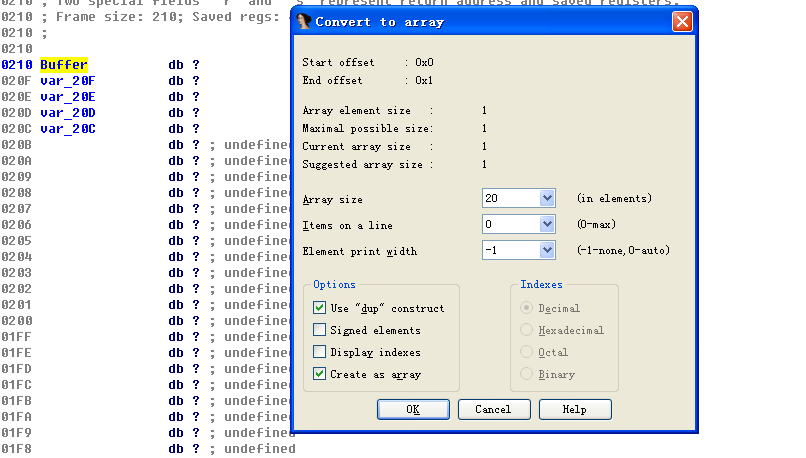 0210 ; Two special fields " r" and " s" represent return address and saved registers.
0210 ; Frame size: 210; Saved regs:
0210 ;
0210
0210 Buffer db ?
020F var_20F db ?
020E var_20E db ?
020D var_20D db ?
020C var_20C db ?
020B db ? ; undefined
020A db ? ; undefined
0209 db ? ; undefined
0208 db ? ; undefined
0207 db ? ; undefined
0206 db ? ; undefined
0205 db ? ; undefined
0204 db ? ; undefined
0203 db ? ; undefined
0202 db ? ; undefined
0201 db ? ; undefined
0200 db ? ; undefined
01FF db ? ; undefined
01FE db ? ; undefined
01FD db ? ; undefined
01FC db ? ; undefined
01FB db ? ; undefined
01FA db ? ; undefined
01F9 db ? ; undefined
01F8 db ? ; undefined
Convert to array
Start offset : 0x0
End offset : 0x1
Array element size : 1
Maximal possible size: 1
Current array size : 1
Suggested array size : 1
Array size 20 (in elements)
Items on a line 0 (0-max)
Element print width -1 (-1-none,0-auto)
Options
Use "dup" construct
Signed elements
Display indexes
Create as array
Indexes
Decimal
Hexadecimal
Octal
Binary
OK Cancel Help